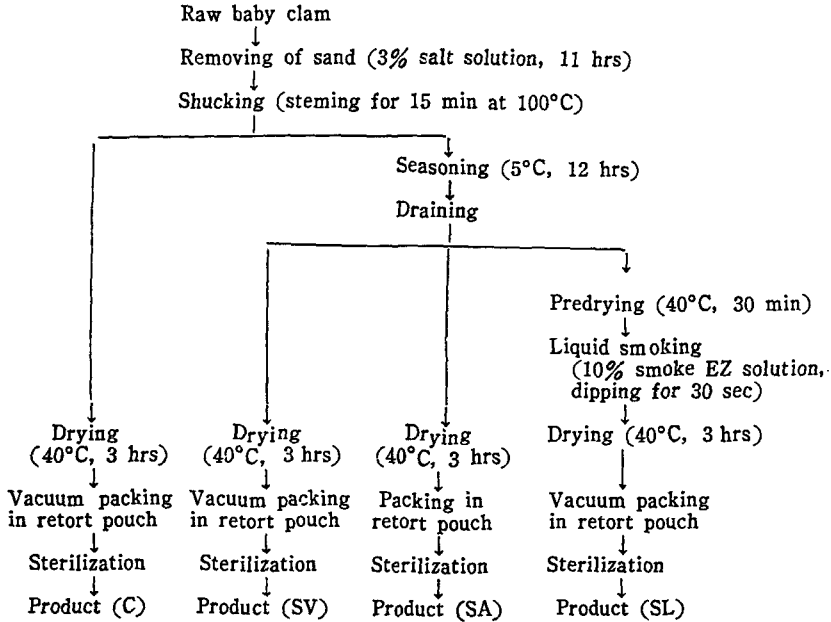 Raw baby clam
Removing of sand (3% salt solution, 11 hrs)
Shucking (steming for 15 min at 100°C)
Seasoning (5°C, 12 hrs)
Draining
Predrying (40°C, 30 min)
Liquid smoking
(10% smoke EZ solution,
dipping for 30 sec)
Drying
(40°C, 3 hrs)
Drying
(40°C, 3 hrs)
Drying
(40°C, 3 hrs)
Drying (40°C, 3 hrs)
Vacuum packing
in retort pouch
Vacuum packing
in retort pouch
Packing in
retort pouch
Vacuum packing
in retort pouch
Sterilization
Sterilization
Sterilization
Sterilization
Product (C)
Product (SV)
Product (SA)
Product (SL)